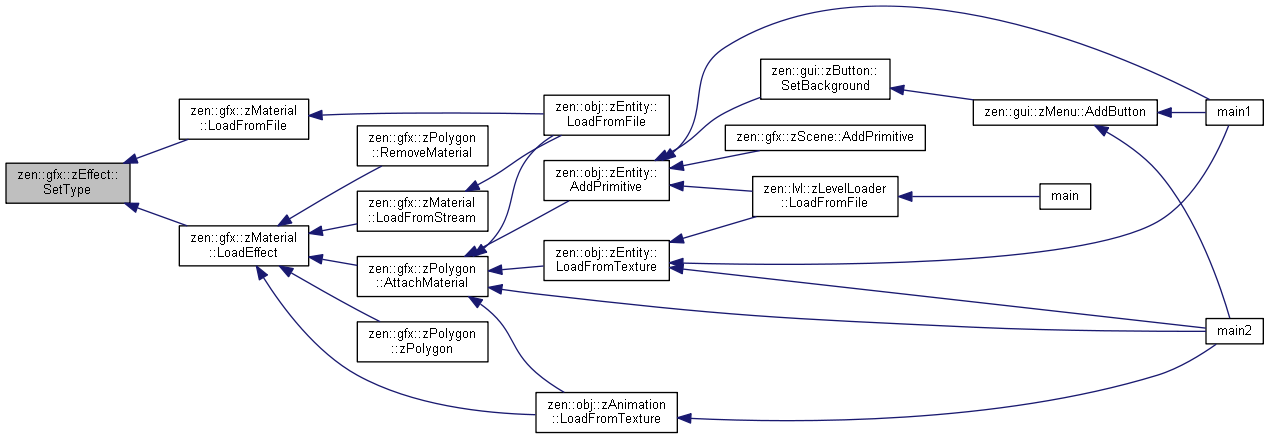 zen::gfx::zEffect::
SetType
zen::gfx::zMaterial
::LoadFromFile
zen::gfx::zMaterial
::LoadEffect
zen::gfx::zPolygon
::RemoveMaterial
zen::gfx::zMaterial
::LoadFromStream
zen::gfx::zPolygon
::AttachMaterial
zen::gfx::zPolygon
::zPolygon
zen::obj::zEntity::
LoadFromFile
zen::obj::zEntity::
AddPrimitive
zen::obj::zEntity::
LoadFromTexture
zen::obj::zAnimation
::LoadFromTexture
zen::gui::zButton::
SetBackground
zen::gfx::zScene::AddPrimitive
zen::lvl::zLevelLoader
::LoadFromFile
zen::gui::zMenu::AddButton
main
main1
main2